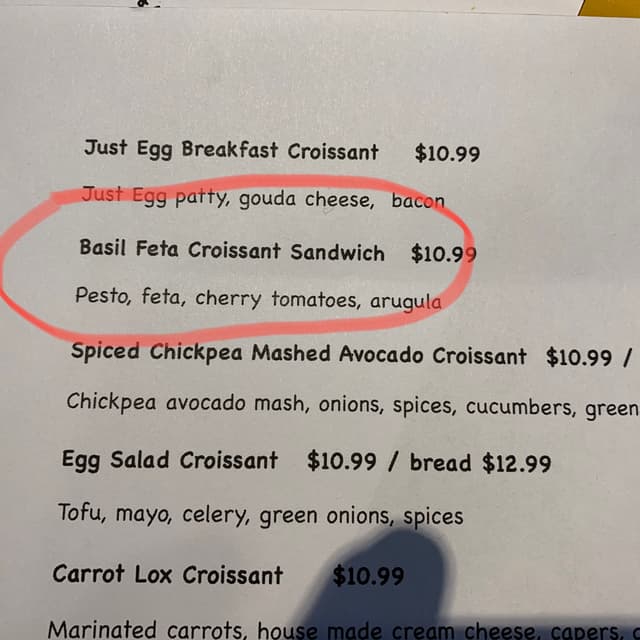 Just Egg Breakfast Croissant $10.99
Just Egg patty, gouda cheese, bacon
Basil Feta Croissant Sandwich $10.99
Pesto, feta, cherry tomatoes, arugula
Spiced Chickpea Mashed Avocado Croissant $10.99 /
Chickpea avocado mash, onions, spices, cucumbers, green
Egg Salad Croissant $10.99 / bread $12.99
Tofu, mayo, celery, green onions, spices
Carrot Lox Croissant $10.99
Marinated carrots, house made cream cheese, capers,